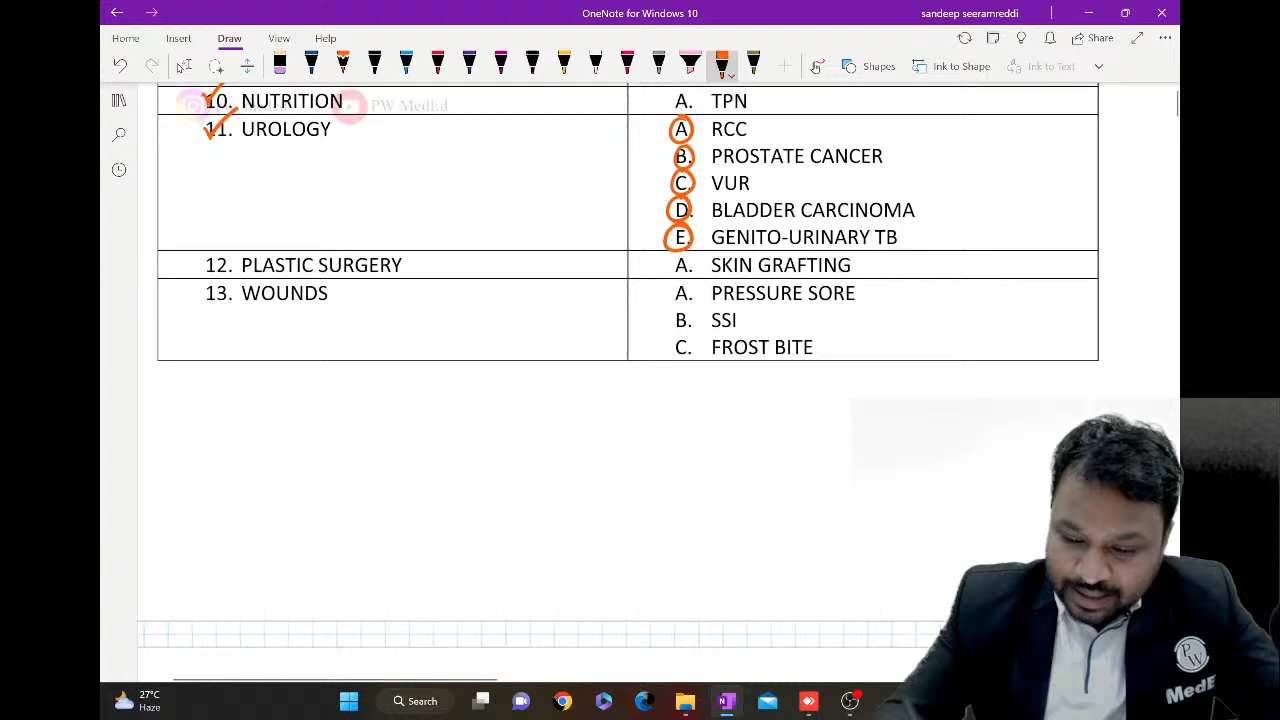 OneNote for Windows 10
sandeep seeramreddi
Home Insert Draw View Help
Share
Shapes Ink to Shape Ink to Text
10. NUTRITION A. TPN
PW MedEd
11. UROLOGY A RCC
B. PROSTATE CANCER
C. VUR
D. BLADDER CARCINOMA
E. GENITO-URINARY TB
12. PLASTIC SURGERY A. SKIN GRAFTING
13. WOUNDS A. PRESSURE SORE
B. SSI
C. FROST BITE
PW
MedE
27°C
Haze
Search